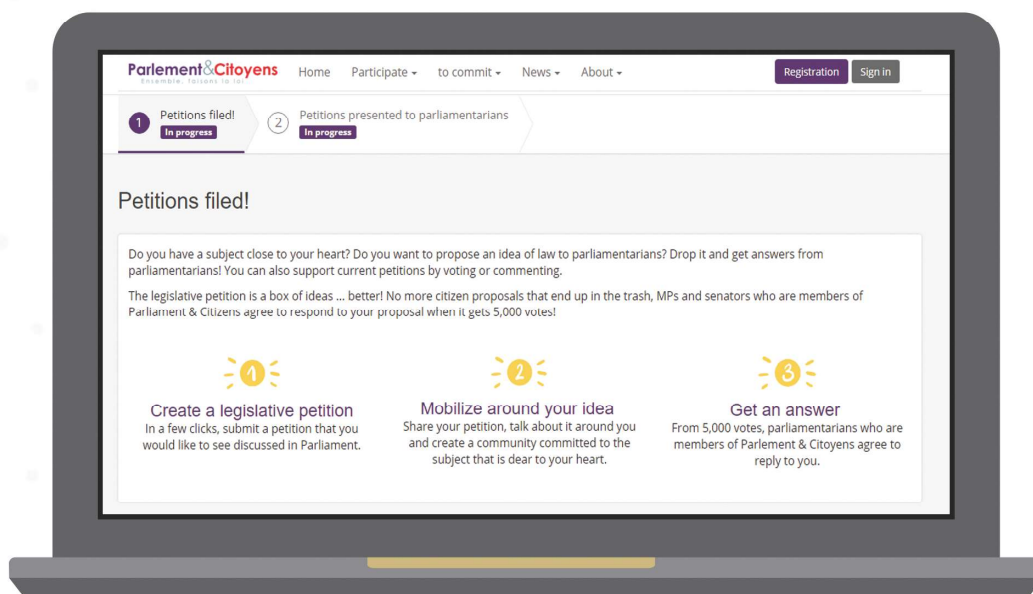 Parlement&Citoyens
Ensemble, faisons la loi
Home Participate to commit News About
Registration Sign in
1 Petitions filed!
In progress
2 Petitions presented to parliamentarians
In progress
Petitions filed!
Do you have a subject close to your heart? Do you want to propose an idea of law to parliamentarians? Drop it and get answers from
parliamentarians! You can also support current petitions by voting or commenting.
The legislative petition is a box of ideas ... better! No more citizen proposals that end up in the trash, MPs and senators who are members of
Parliament & Citizens agree to respond to your proposal when it gets 5,000 votes!
1
Create a legislative petition
In a few clicks, submit a petition that you
would like to see discussed in Parliament.
2
Mobilize around your idea
Share your petition, talk about it around you
and create a community committed to the
subject that is dear to your heart.
3
Get an answer
From 5,000 votes, parliamentarians who are
members of Parlement & Citoyens agree to
reply to you.